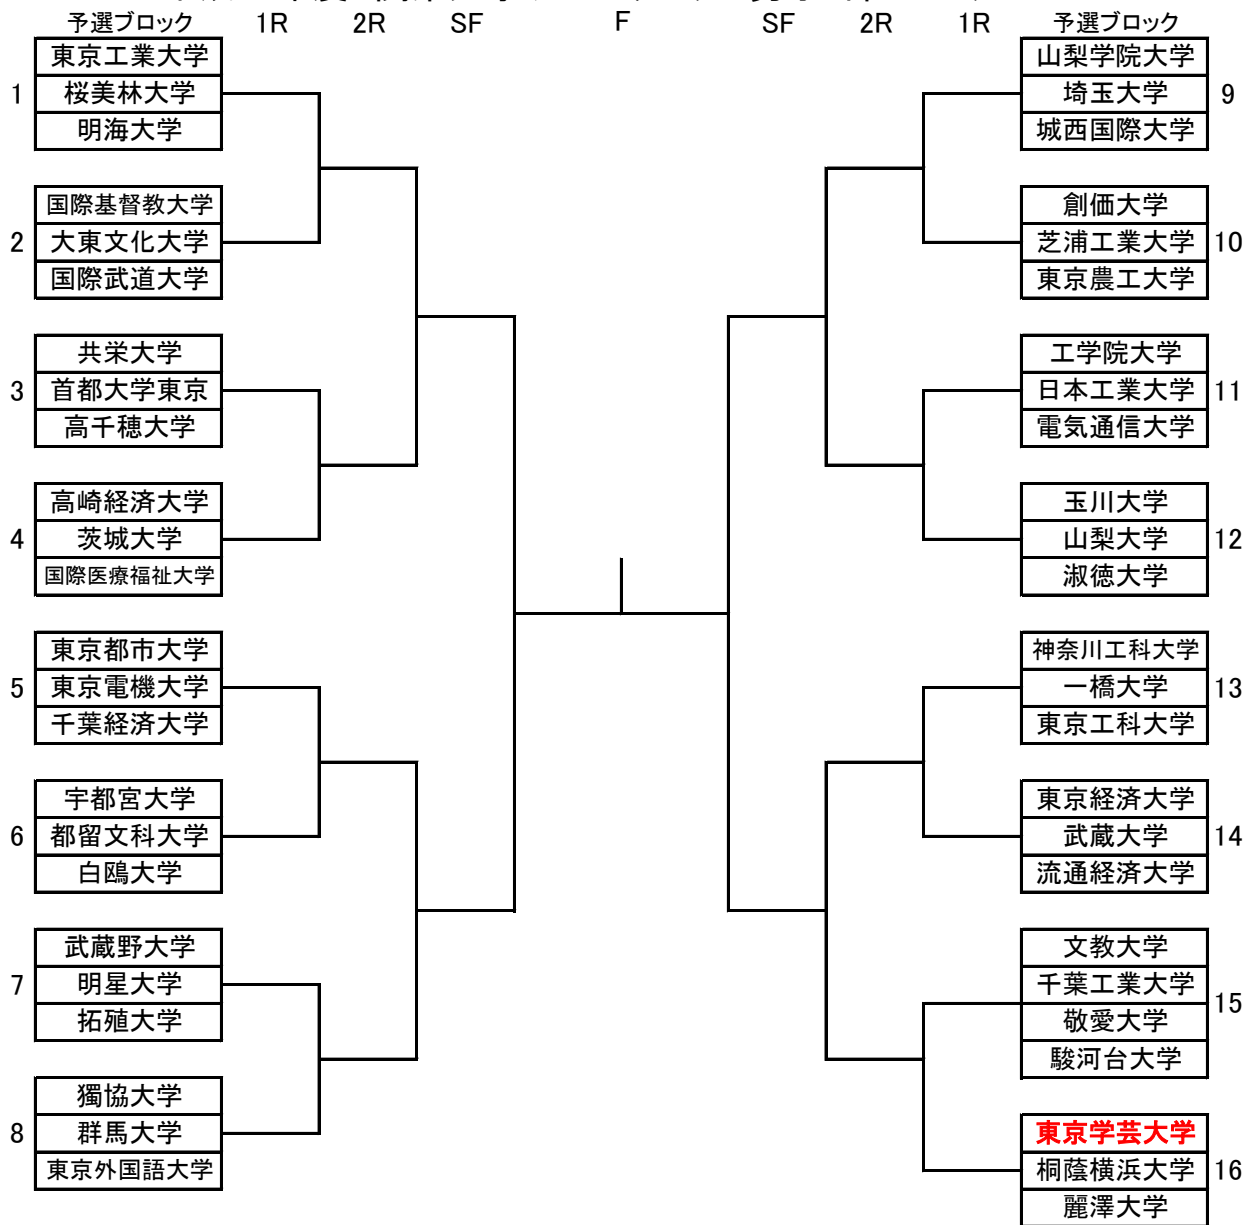 予選ブロック 1R 2R SF F SF 2R 1R 予選ブロック
1
東京工業大学
桜美林大学
明海大学
2
国際基督教大学
大東文化大学
国際武道大学
3
共栄大学
首都大学東京
高千穂大学
4
高崎経済大学
茨城大学
国際医療福祉大学
5
東京都市大学
東京電機大学
千葉経済大学
6
宇都宮大学
都留文科大学
白鴎大学
7
武蔵野大学
明星大学
拓殖大学
8
獨協大学
群馬大学
東京外国語大学
山梨学院大学
埼玉大学
城西国際大学
9
創価大学
芝浦工業大学
東京農工大学
10
工学院大学
日本工業大学
電気通信大学
11
玉川大学
山梨大学
淑徳大学
12
神奈川工科大学
一橋大学
東京工科大学
13
東京経済大学
武蔵大学
流通経済大学
14
文教大学
千葉工業大学
敬愛大学
駿河台大学
15
東京学芸大学
桐蔭横浜大学
麗澤大学
16